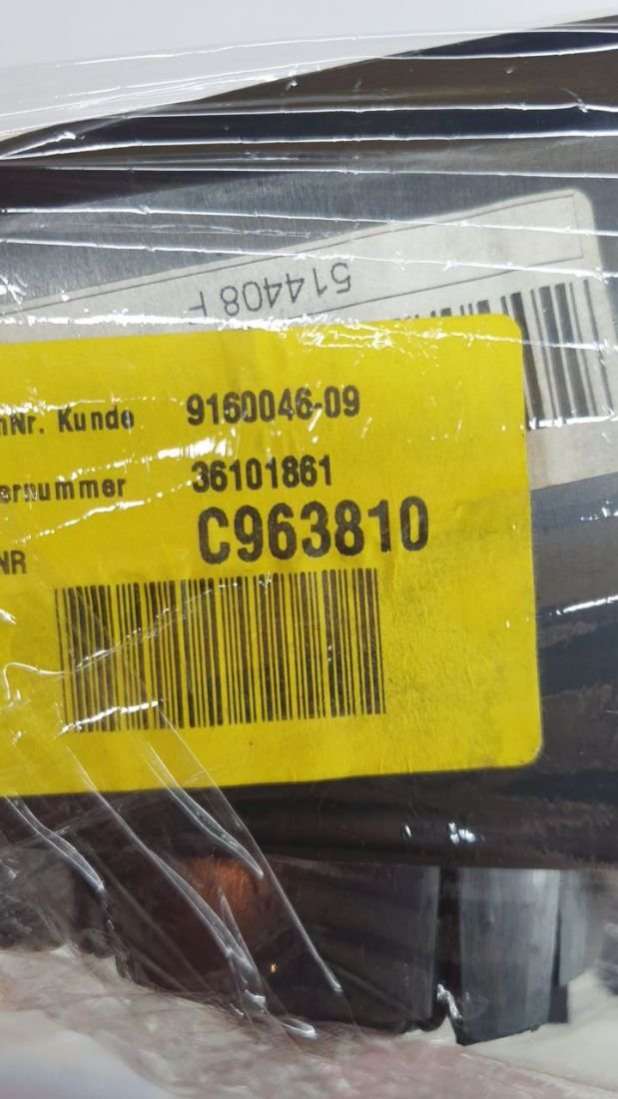 514408 F
nNr. Kunde 9160046-09
ernummer 36101861
NR C963810